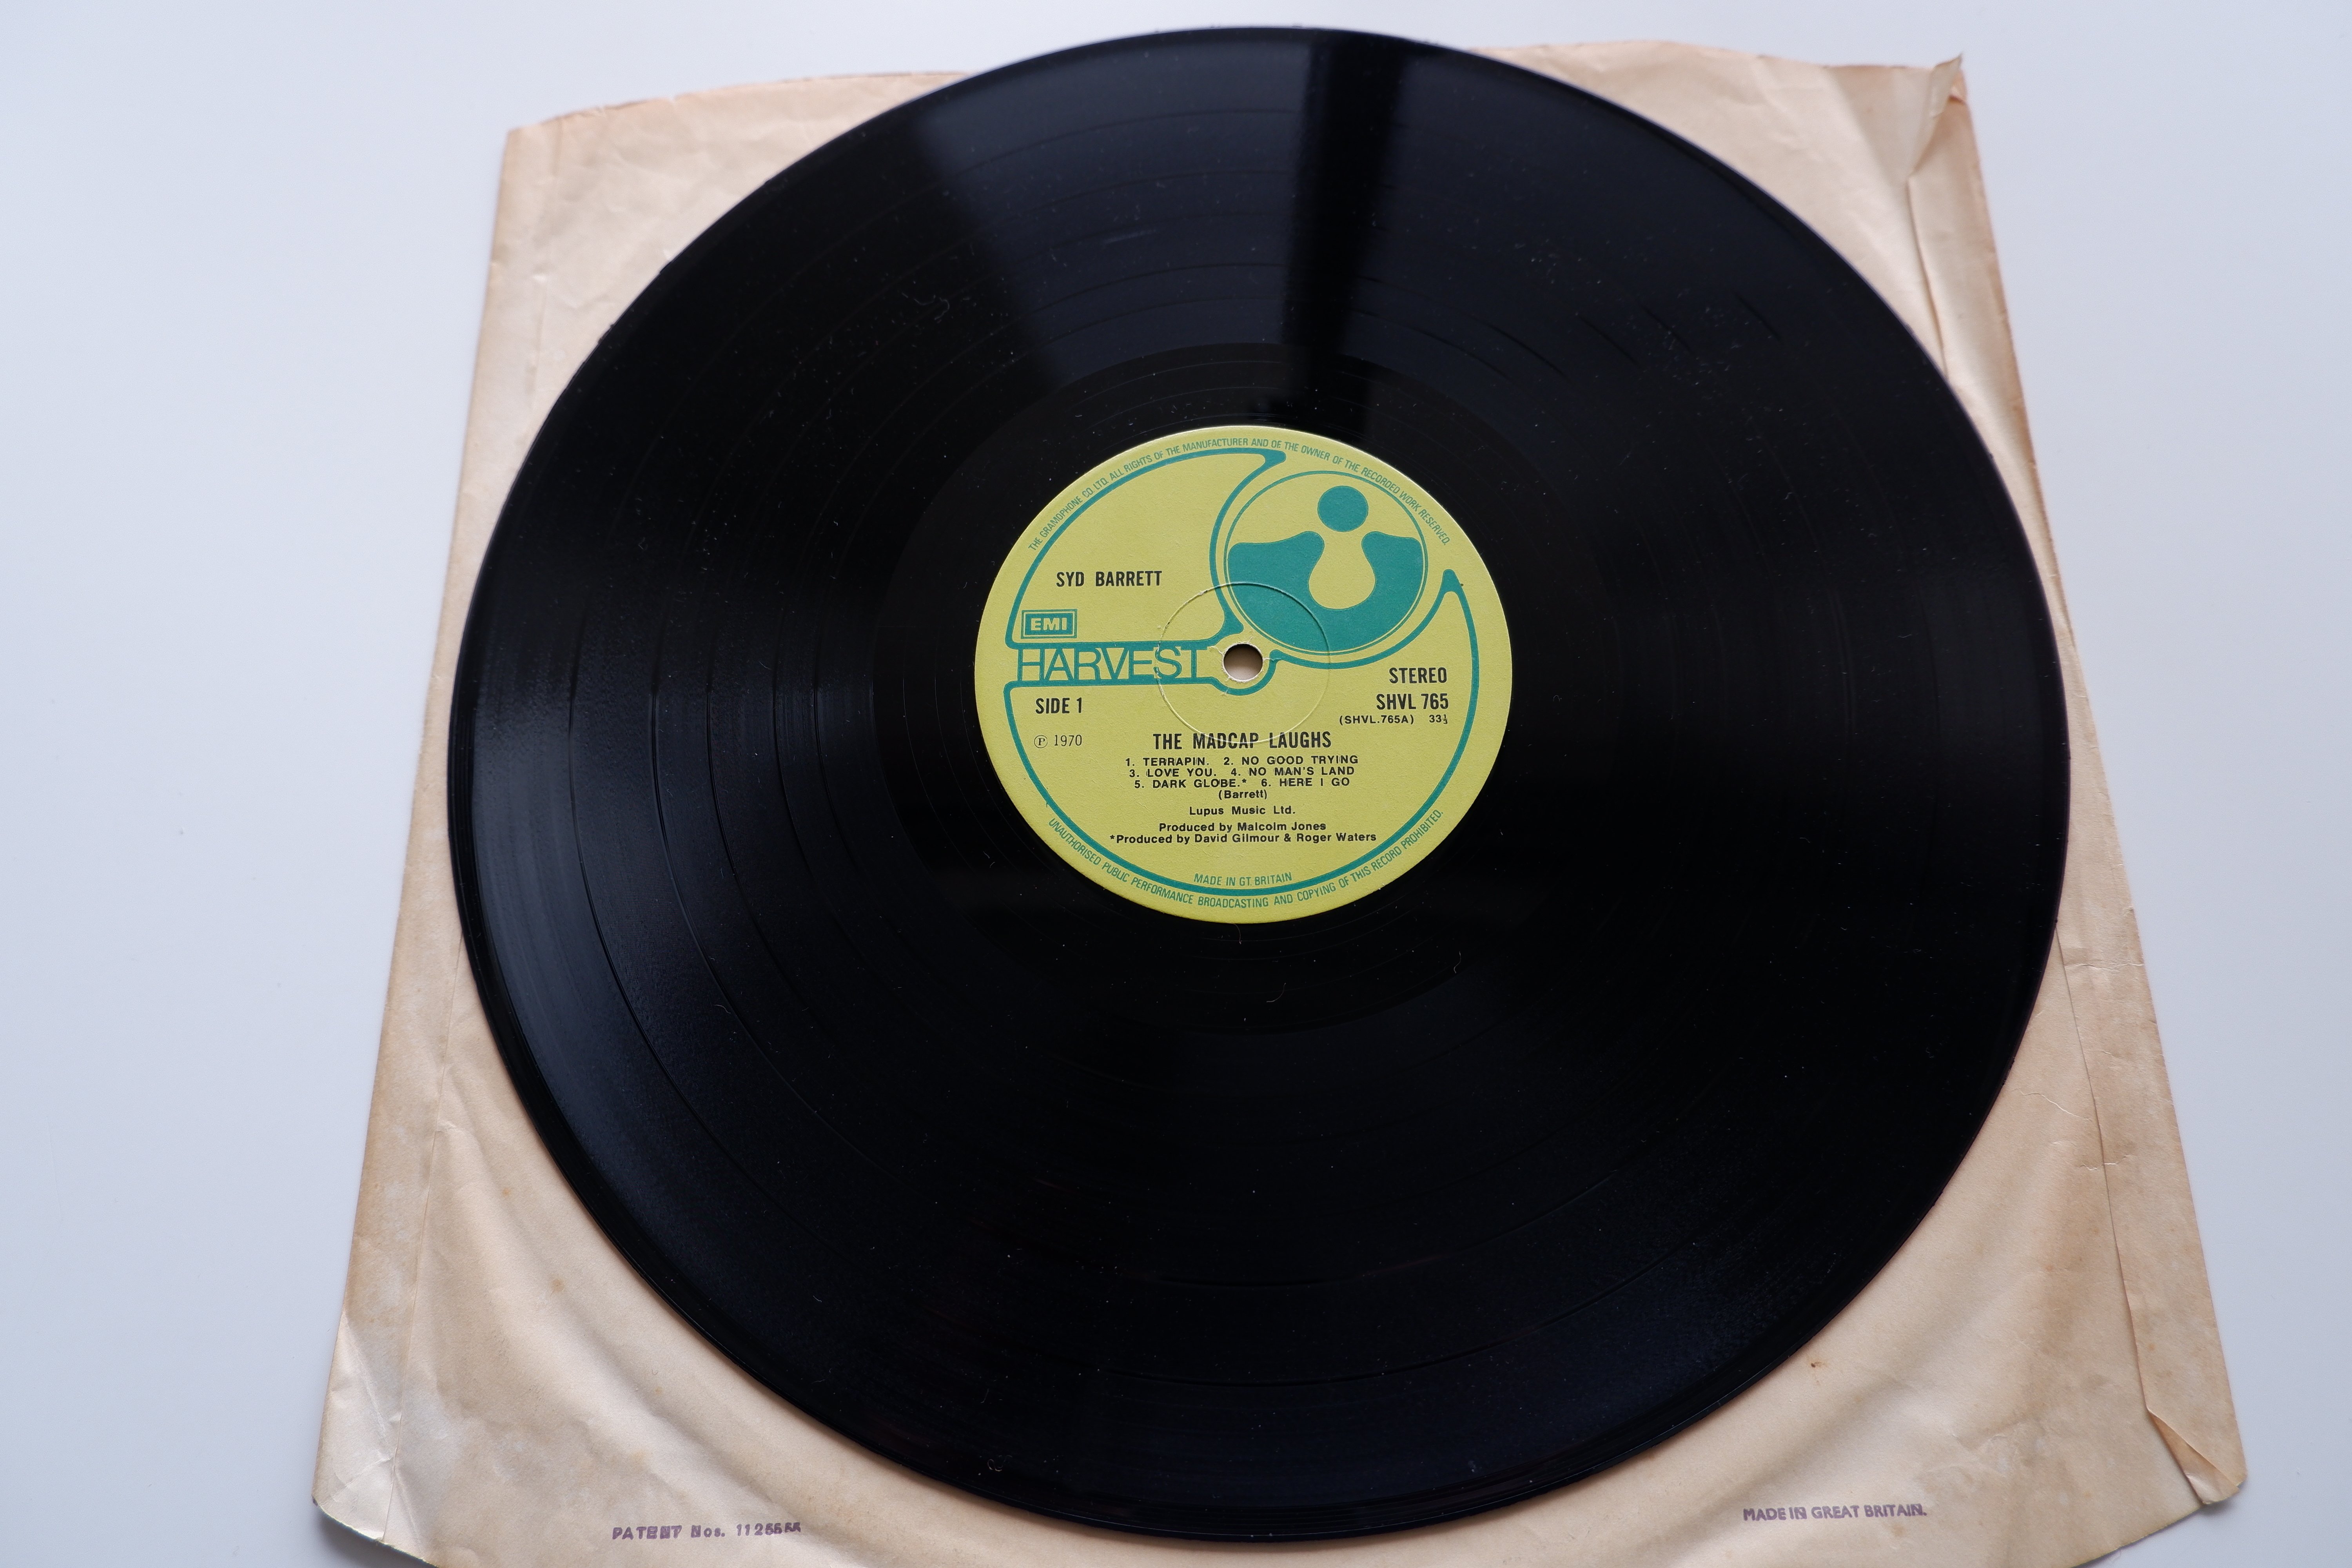 THE GRAMOPHONE CO LTD. ALL RIGHTS OF THE MANUFACTURER AND OF THE OWNER OF THE RECORDED WORK RESERVED.
SYD BARRETT
EMI
HARVEST
STEREO
SIDE 1
SHVL 765
(SHVL.765A) 33⅓
℗ 1970
THE MADCAP LAUGHS
1. TERRAPIN. 2. NO GOOD TRYING
3. LOVE YOU. 4. NO MAN'S LAND
5. DARK GLOBE.* 6. HERE I GO
(Barrett)
Lupus Music Ltd.
Produced by Malcolm Jones
*Produced by David Gilmour & Roger Waters
MADE IN GT. BRITAIN
UNAUTHORISED PUBLIC PERFORMANCE BROADCASTING AND COPYING OF THIS RECORD PROHIBITED.
PATENT Nos.
MADE IN GREAT BRITAIN.